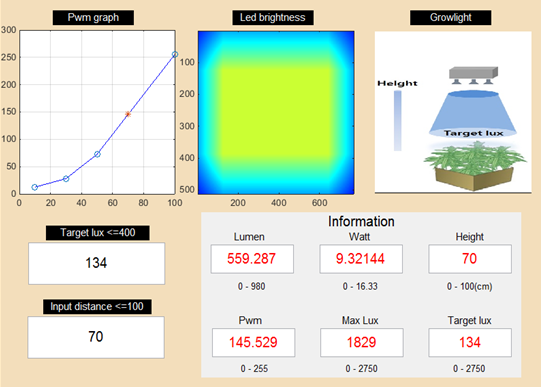 Pwm graph
Led brightness
Growlight
300
250
200
150
100
50
0
0 20 40 60 80 100
100
200
300
400
500
200 400 600
Height
Target lux
Target lux <=400
134
Input distance <=100
70
Information
Lumen Watt Height
559.287 9.32144 70
0 - 980 0 - 16.33 0 - 100(cm)
Pwm Max Lux Target lux
145.529 1829 134
0 - 255 0 - 2750 0 - 2750